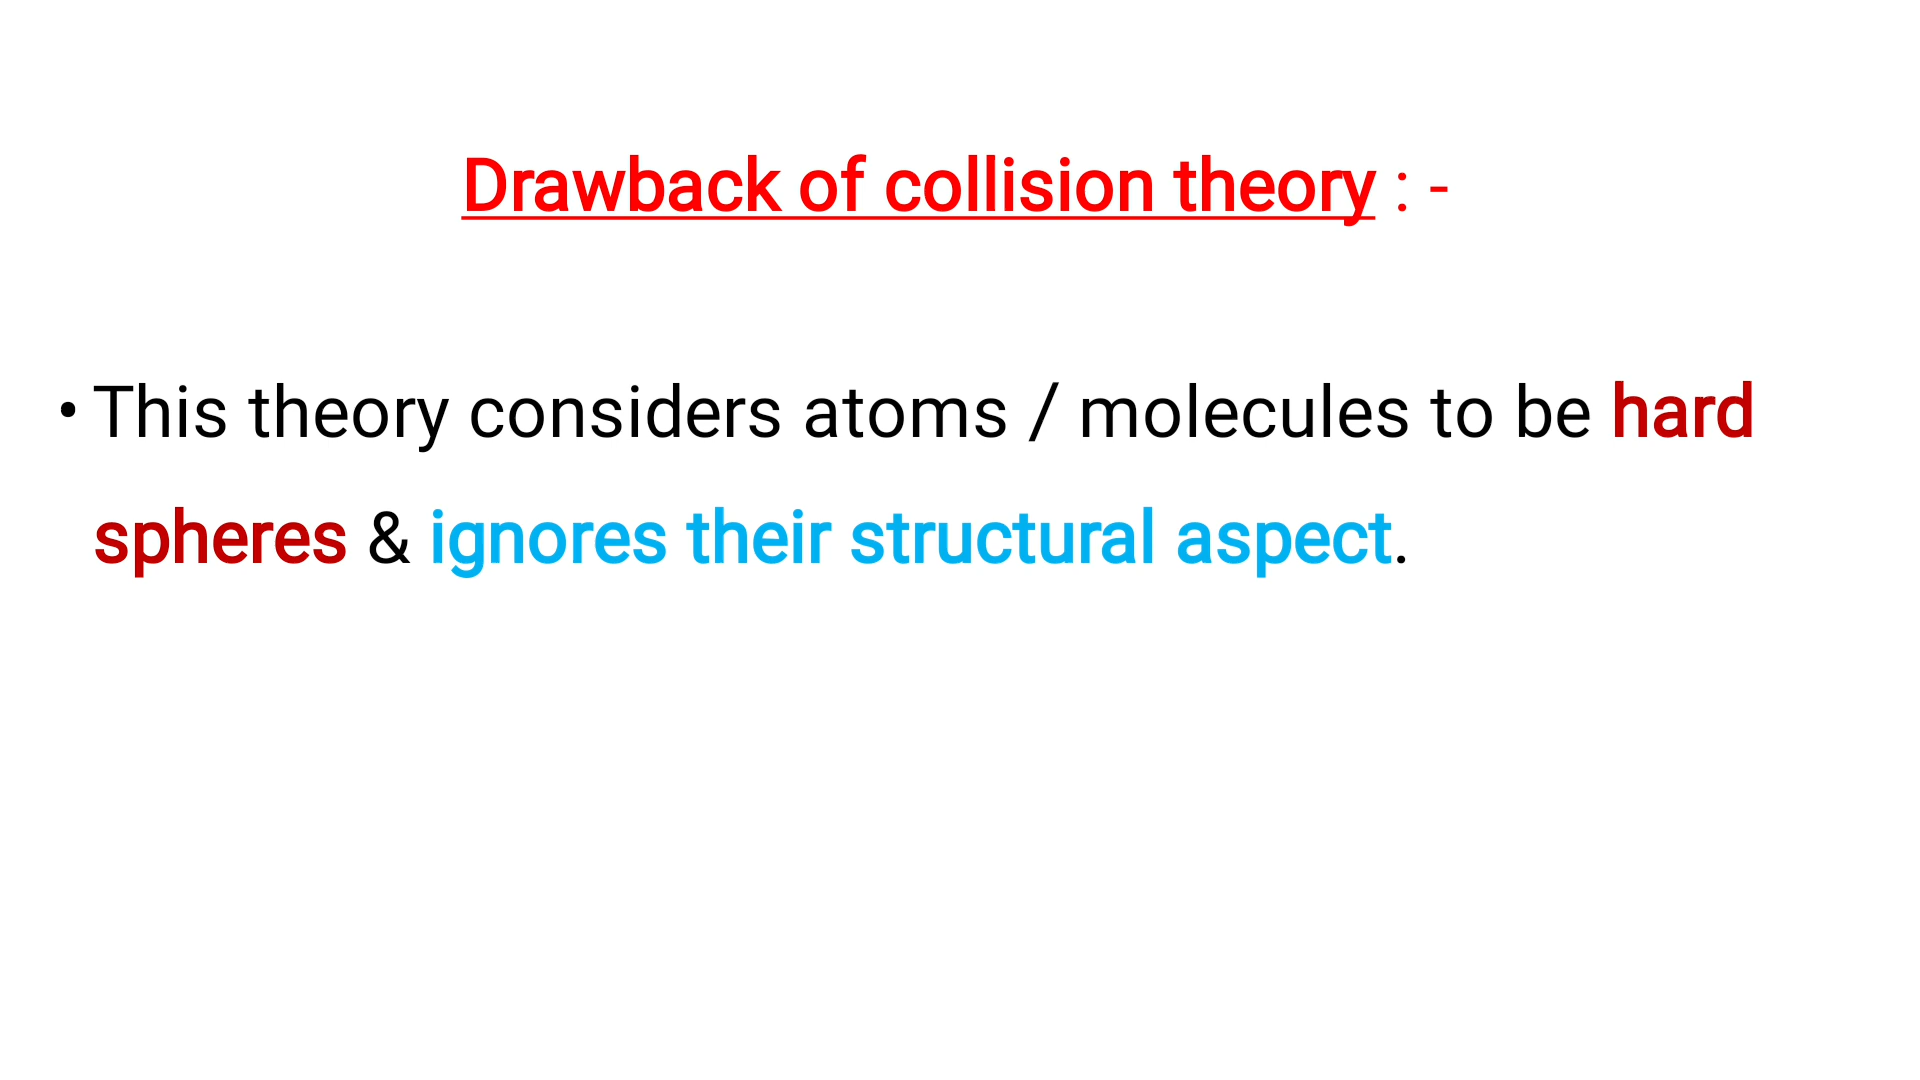 Drawback of collision theory : -
• This theory considers atoms / molecules to be hard
spheres & ignores their structural aspect.